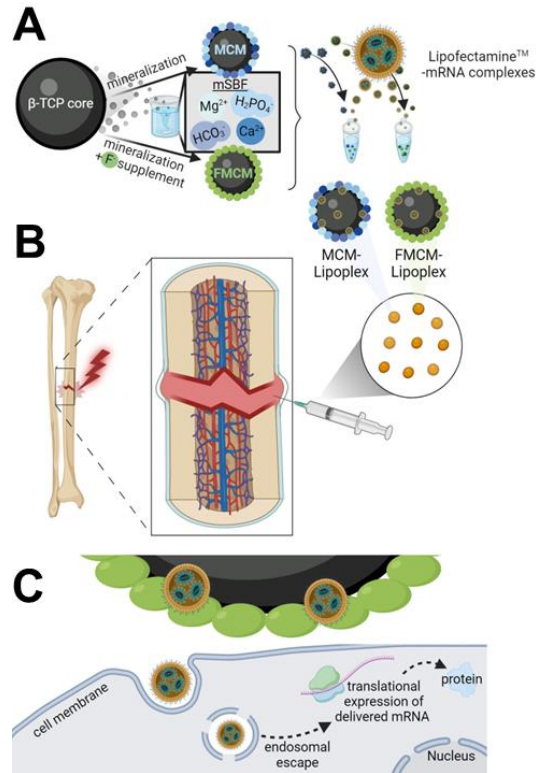 A
MCM
mineralization
β-TCP core
mSBF
Mg²⁺
H₂PO₄⁻
HCO₃⁻
Ca²⁺
mineralization
+ F⁻ supplement
FMCM
Lipofectamine™
-mRNA complexes
MCM-
Lipoplex
FMCM-
Lipoplex
B
C
cell membrane
endosomal
escape
translational
expression of
delivered mRNA
protein
Nucleus